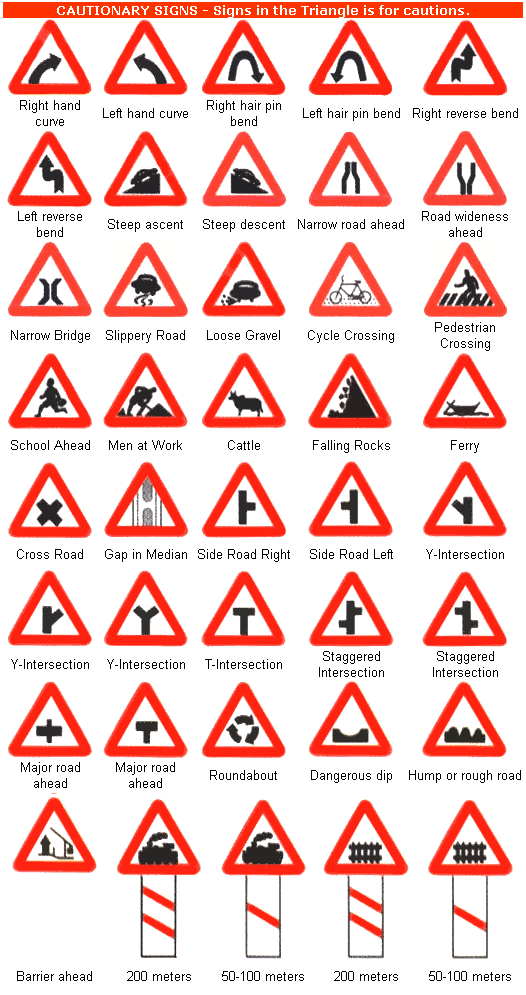 CAUTIONARY SIGNS - Signs in the Triangle is for cautions.
Right hand
curve
Left hand curve
Right hair pin
bend
Left hair pin bend
Right reverse bend
Left reverse
bend
Steep ascent
Steep descent
Narrow road ahead
Road wideness
ahead
Narrow Bridge
Slippery Road
Loose Gravel
Cycle Crossing
Pedestrian
Crossing
School Ahead
Men at Work
Cattle
Falling Rocks
Ferry
Cross Road
Gap in Median
Side Road Right
Side Road Left
Y-Intersection
Y-Intersection
Y-Intersection
T-Intersection
Staggered
Intersection
Staggered
Intersection
Major road
ahead
Major road
ahead
Roundabout
Dangerous dip
Hump or rough road
Barrier ahead
200 meters
50-100 meters
200 meters
50-100 meters